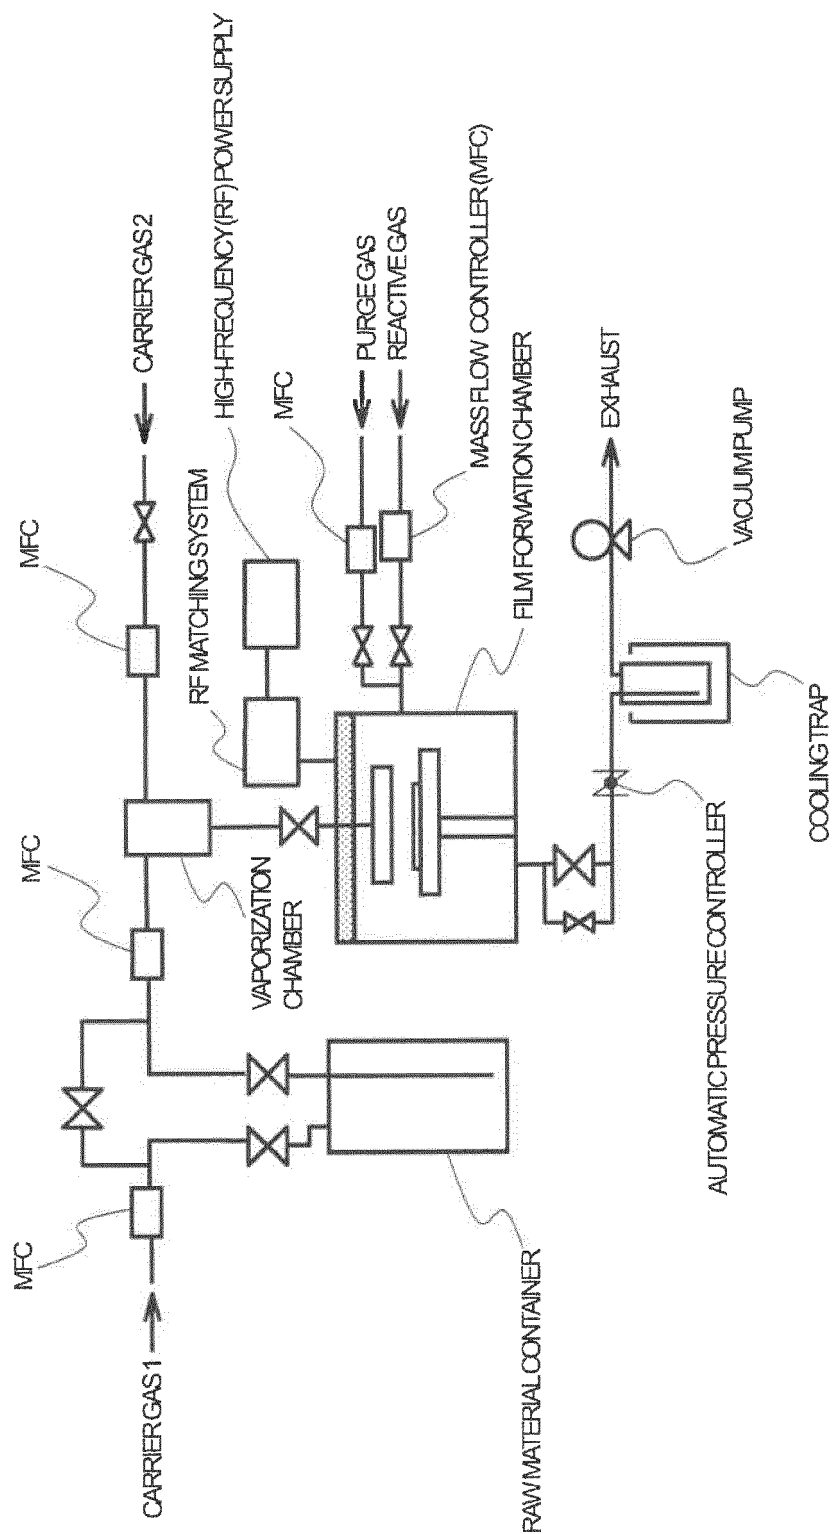 MFC
MFC
MFC
CARRIER GAS 1
CARRIER GAS 2
VAPORIZATION
CHAMBER
RF MATCHING SYSTEM
HIGH-FREQUENCY (RF) POWER SUPPLY
MFC
PURGE GAS
REACTIVE GAS
MASS FLOW CONTROLLER (MFC)
FILM FORMATION CHAMBER
RAW MATERIAL CONTAINER
EXHAUST
AUTOMATIC PRESSURE CONTROLLER
VACUUM PUMP
COOLING TRAP